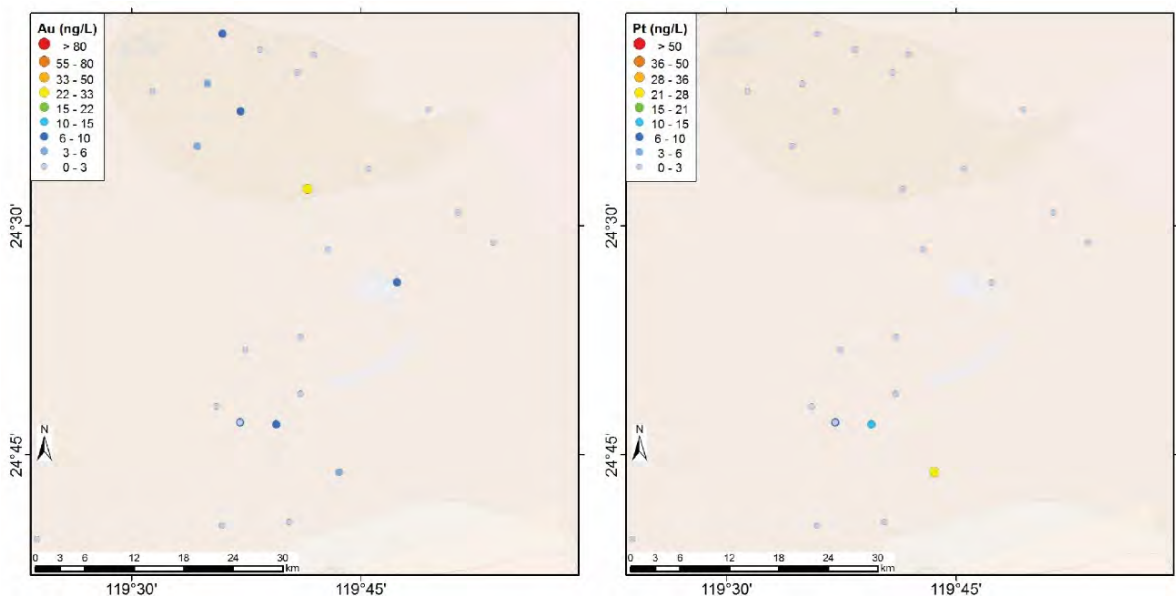 Au (ng/L)
> 80
55 - 80
33 - 50
22 - 33
15 - 22
10 - 15
6 - 10
3 - 6
0 - 3
24°30'
24°45'
N
0 3 6 12 18 24 30
km
119°30' 119°45'
Pt (ng/L)
> 50
36 - 50
28 - 36
21 - 28
15 - 21
10 - 15
6 - 10
3 - 6
0 - 3
24°30'
24°45'
N
0 3 6 12 18 24 30
km
119°30' 119°45'